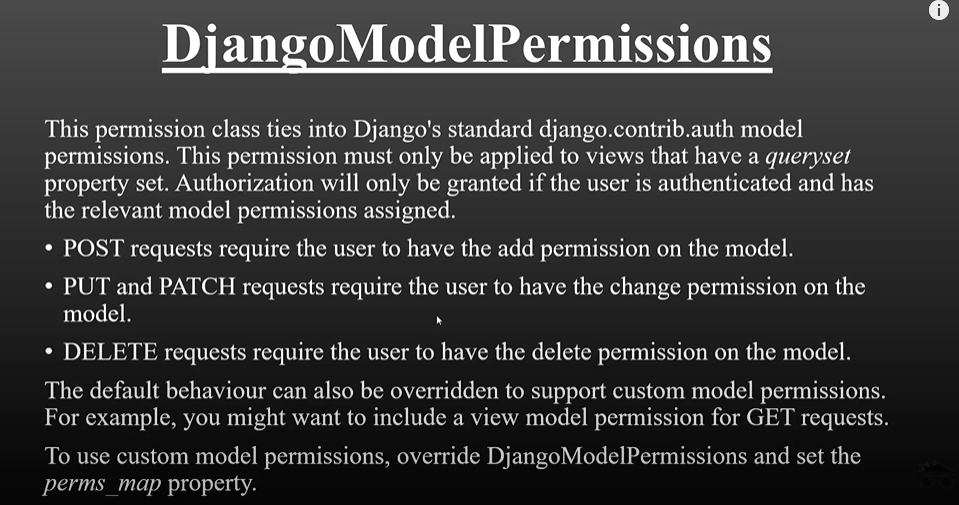 DjangoModelPermissions
This permission class ties into Django's standard django.contrib.auth model
permissions. This permission must only be applied to views that have a queryset
property set. Authorization will only be granted if the user is authenticated and has
the relevant model permissions assigned.
• POST requests require the user to have the add permission on the model.
• PUT and PATCH requests require the user to have the change permission on the
model.
• DELETE requests require the user to have the delete permission on the model.
The default behaviour can also be overridden to support custom model permissions.
For example, you might want to include a view model permission for GET requests.
To use custom model permissions, override DjangoModelPermissions and set the
perms_map property.